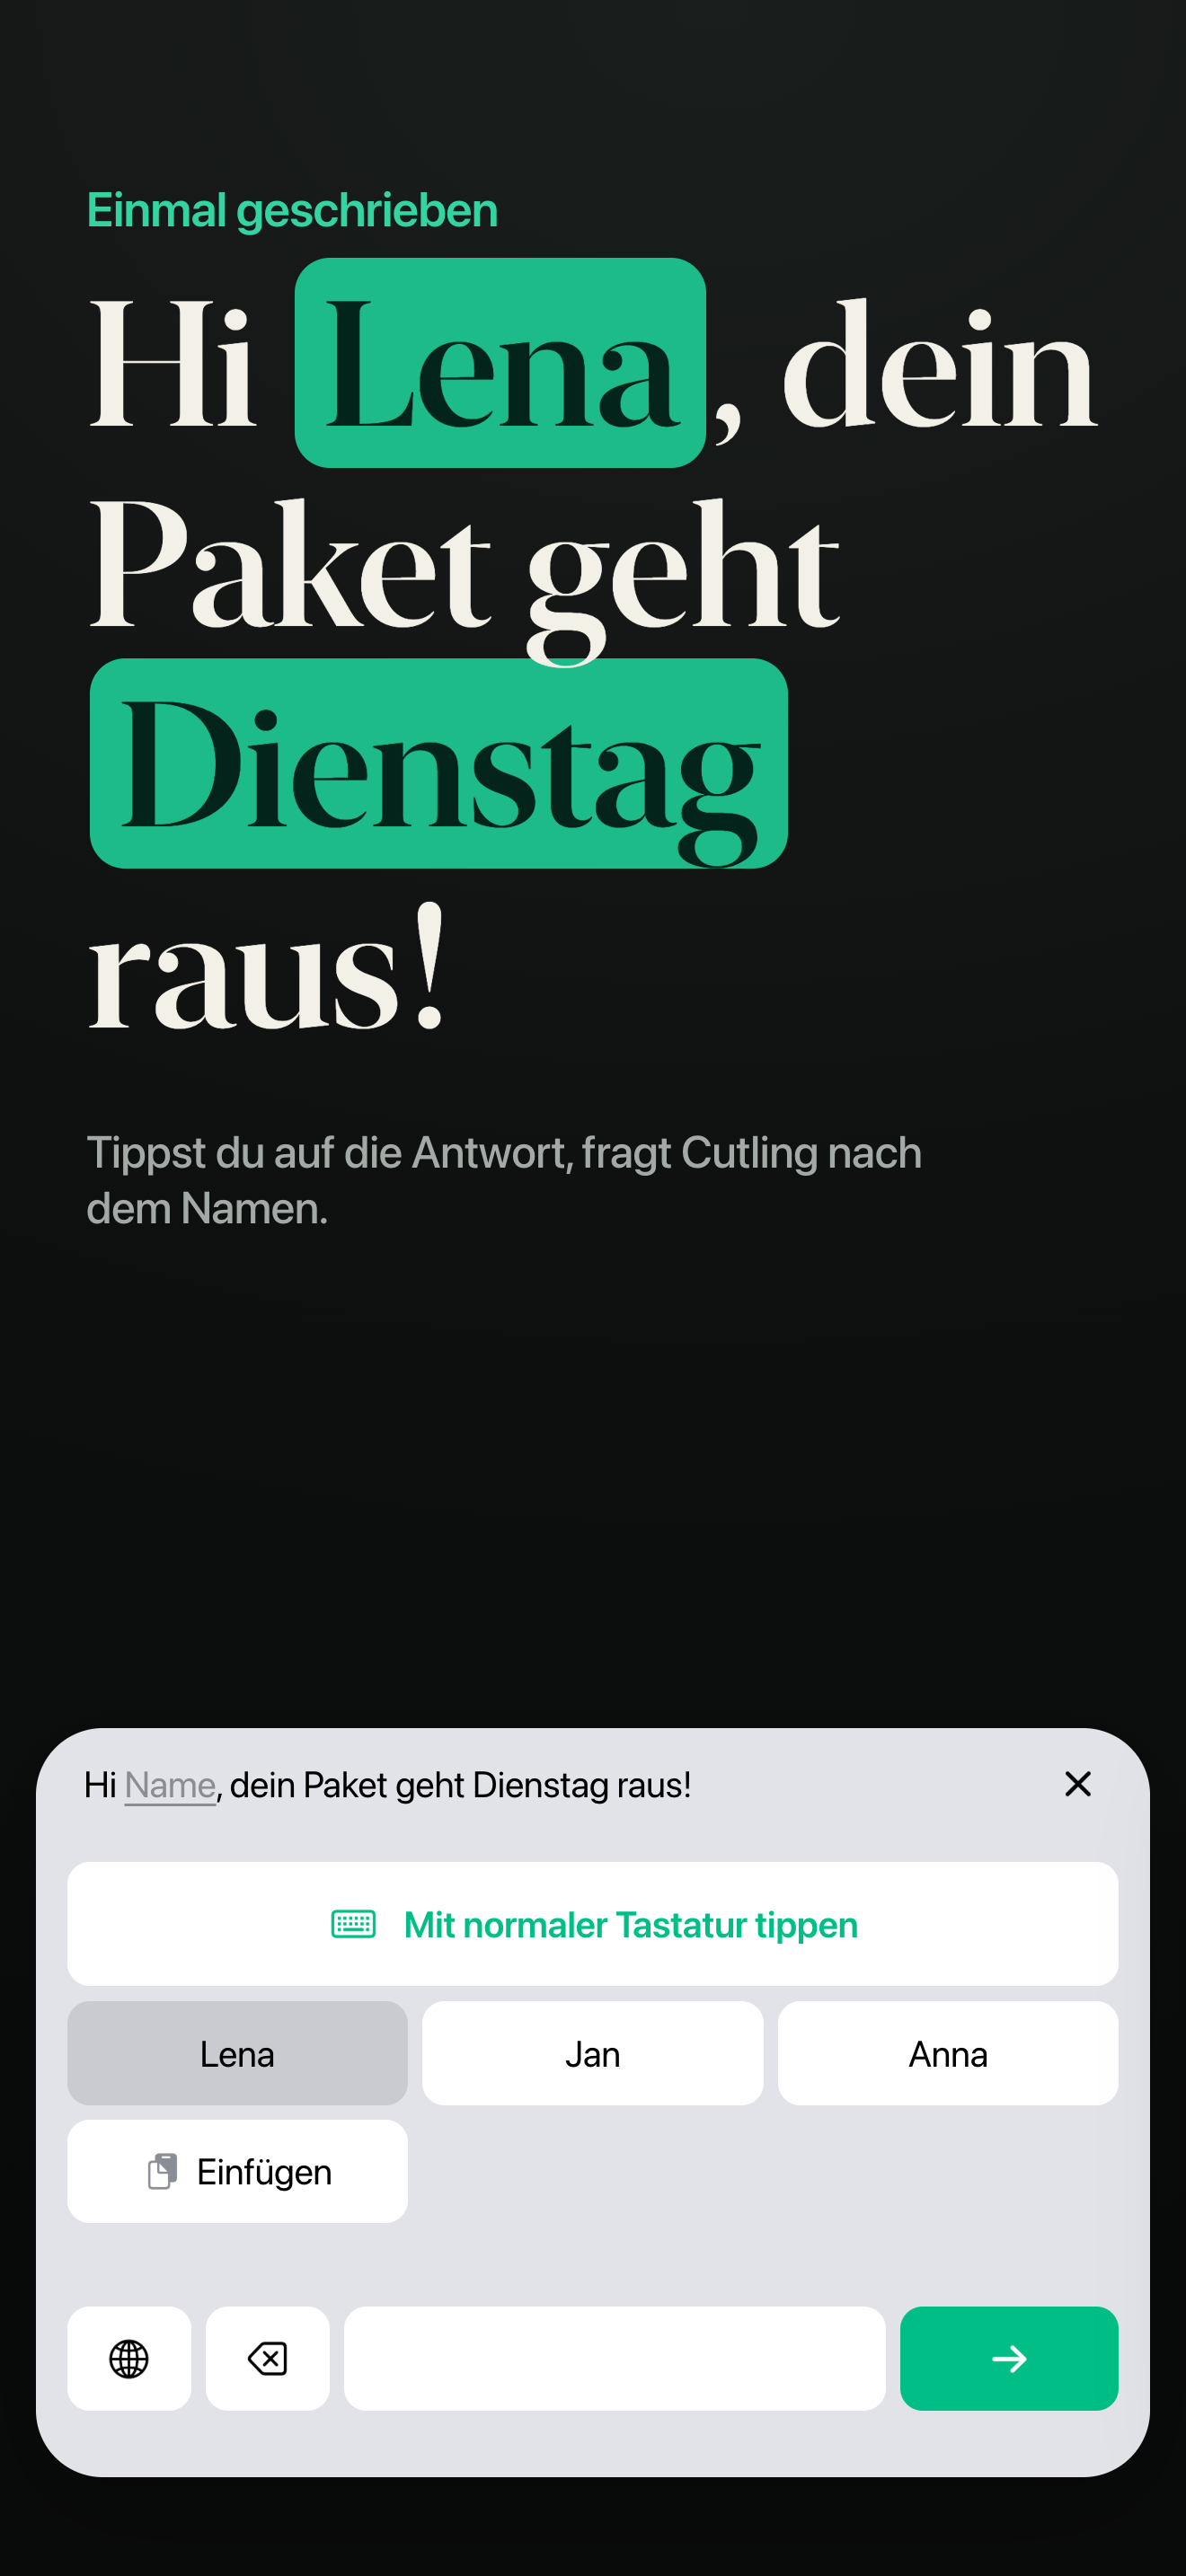 Einmal geschrieben
Hi Lena, dein
Paket geht
Dienstag
raus!
Tippst du auf die Antwort, fragt Cutling nach
dem Namen.
Hi Name, dein Paket geht Dienstag raus!
Mit normaler Tastatur tippen
Lena Jan Anna
Einfügen